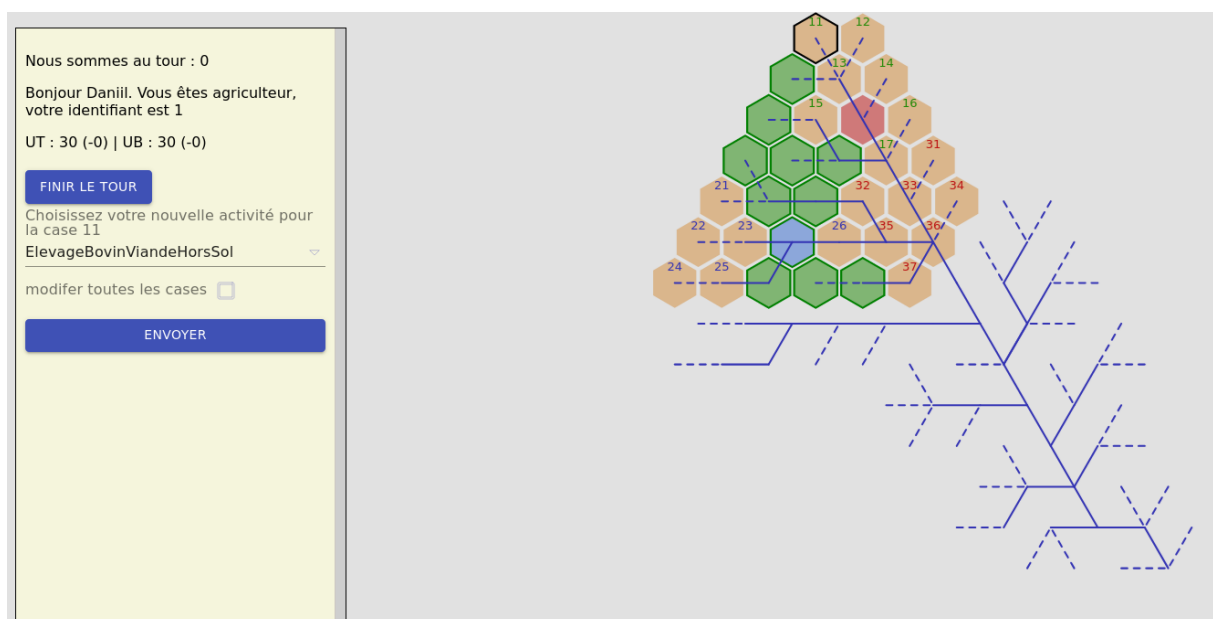 Nous sommes au tour : 0
Bonjour Daniil. Vous êtes agriculteur,
votre identifiant est 1
UT : 30 (-0) | UB : 30 (-0)
FINIR LE TOUR
Choisissez votre nouvelle activité pour
la case 11
ElevageBovinViandeHorsSol
modifer toutes les cases
ENVOYER
11 12
13 14
15 16
17 31
21 32 33 34
22 23 26 35 36
24 25 37